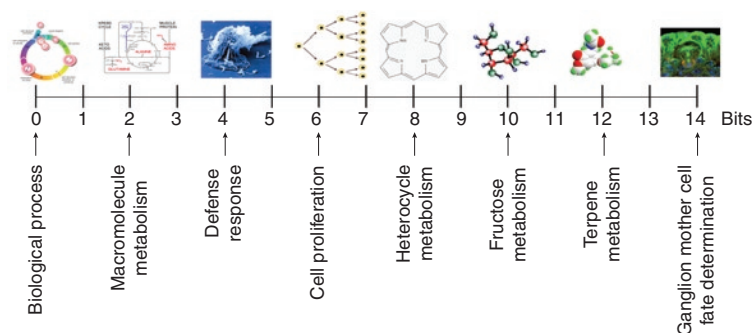 0 1 2 3 4 5 6 7 8 9 10 11 12 13 14 Bits
Biological process
Macromolecule
metabolism
Defense
response
Cell proliferation
Heterocycle
metabolism
Fructose
metabolism
Terpene
metabolism
Ganglion mother cell
fate determination